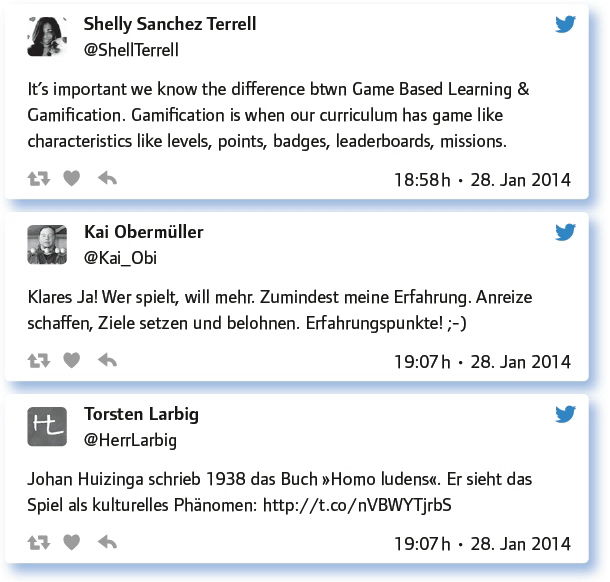 Shelly Sanchez Terrell
@ShellTerrell
It's important we know the difference btwn Game Based Learning &
Gamification. Gamification is when our curriculum has game like
characteristics like levels, points, badges, leaderboards, missions.
18:58h • 28. Jan 2014
Kai Obermüller
@Kai_Obi
Klares Ja! Wer spielt, will mehr. Zumindest meine Erfahrung. Anreize
schaffen, Ziele setzen und belohnen. Erfahrungspunkte! ;-)
19:07h • 28. Jan 2014
HL
Torsten Larbig
@HerrLarbig
Johan Huizinga schrieb 1938 das Buch »Homo ludens«. Er sieht das
Spiel als kulturelles Phänomen: http://t.co/nVBWYTjrbS
19:07h • 28. Jan 2014